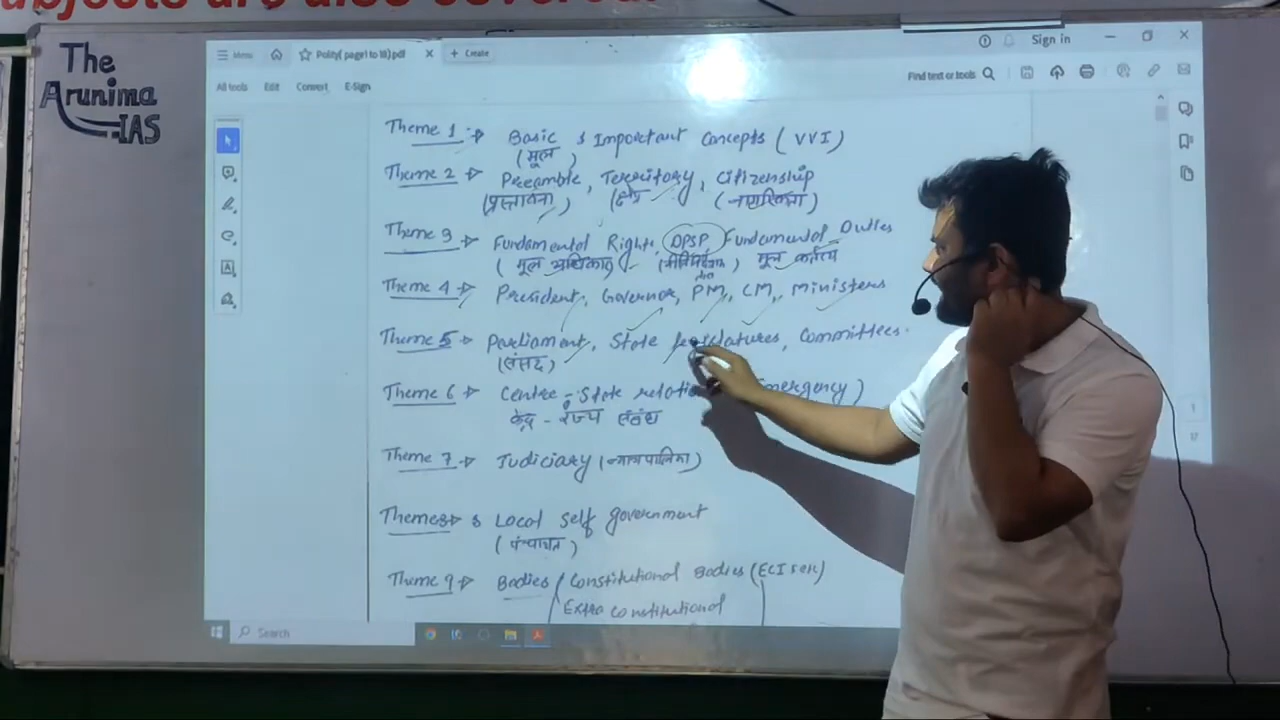 subjects are also covered.
The
Arunima
IAS
Menu
Polity( page1 to 18).pdf
+ Create
Sign in
All tools Edit Convert E-Sign
Find text or tools
Theme 1 :⇒ Basic & Important Concepts ( VVI )
(मूल )
Theme 2 ⇒ Preamble, Territory, Citizenship
(प्रस्तावना ) (क्षेत्र ) (नागरिकता)
Theme 3 ⇒ Fundamental Rights, DPSP Fundamental Duties
( मूल अधिकार) ) मूल कर्तव्य
Theme 4 ⇒ President, Governor, PM, CM, Ministers
Theme 5 ⇒ Parliament, State legislatures, Committees.
(संसद )
Theme 6 ⇒ Centre - State Emergency )
केंद्र - राज्य संबंध
Theme 7 ⇒ Judiciary (न्यायपालिका)
Theme 8 ⇒ Local Self government
( पंचायत )
Theme 9 ⇒ Bodies Constitutional Bodies (ECI
Extra constitutional
Search
1
17